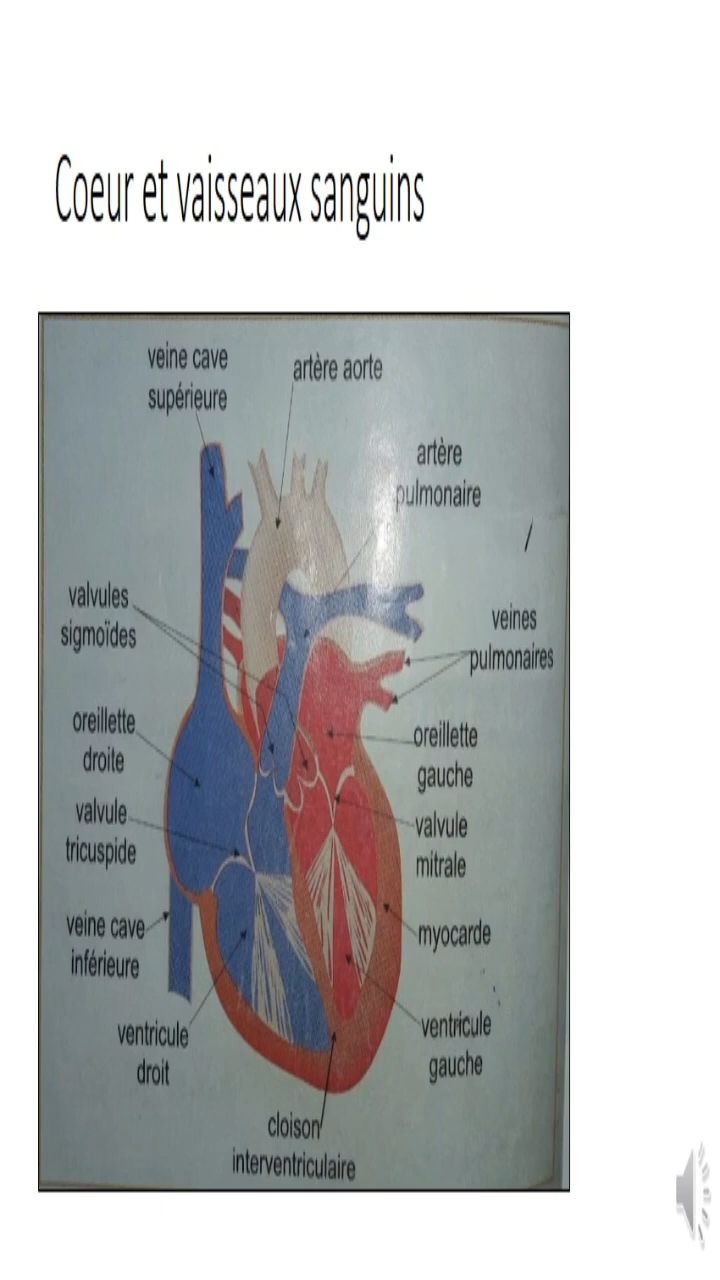 Coeur et vaisseaux sanguins
veine cave
supérieure
artère aorte
artère
pulmonaire
valvules
sigmoïdes
veines
pulmonaires
oreillette
droite
oreillette
gauche
valvule
tricuspide
valvule
mitrale
veine cave
inférieure
myocarde
ventricule
droit
ventricule
gauche
cloison
interventriculaire